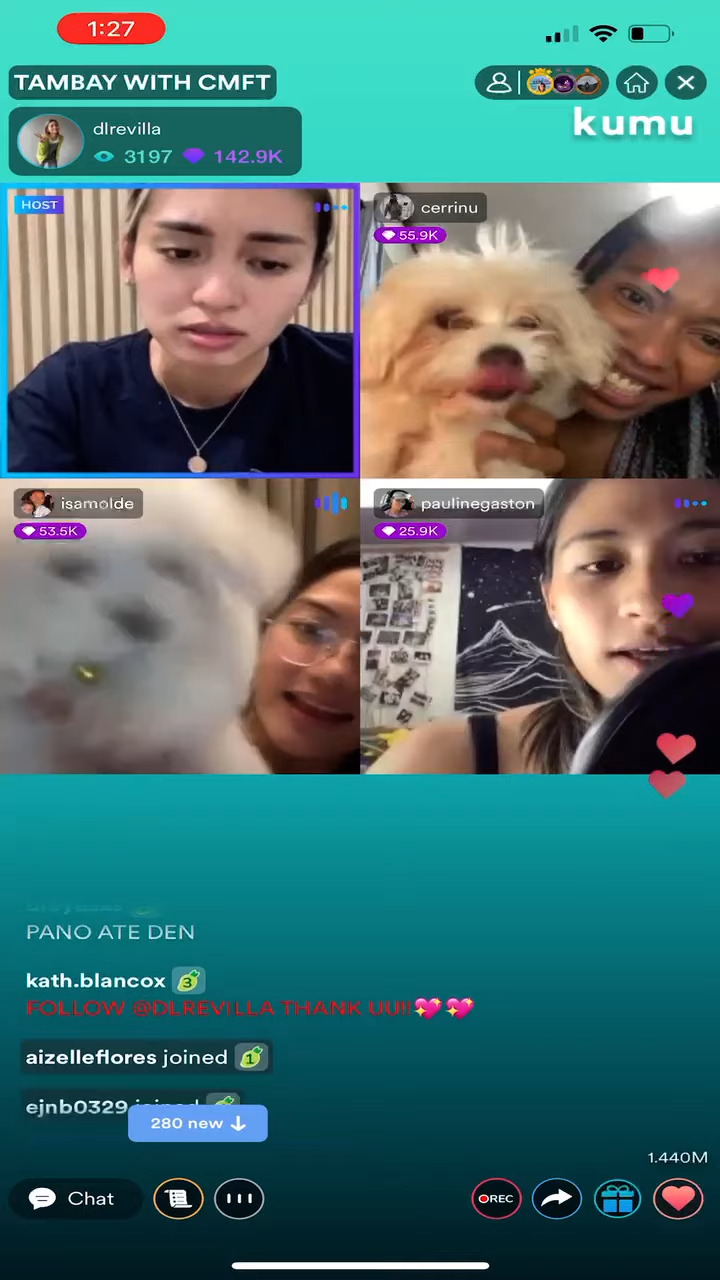 1:27
TAMBAY WITH CMFT
dlrevilla
3197 142.9K
kumu
HOST
cerrinu
55.9K
isamolde
53.5K
paulinegaston
25.9K
PANO ATE DEN
kath.blancox 3
FOLLOW @DLREVILLA THANK UU!!💖💖
aizelleflores joined 1
ejnb0329 joined
280 new ↓
1.440M
Chat
REC